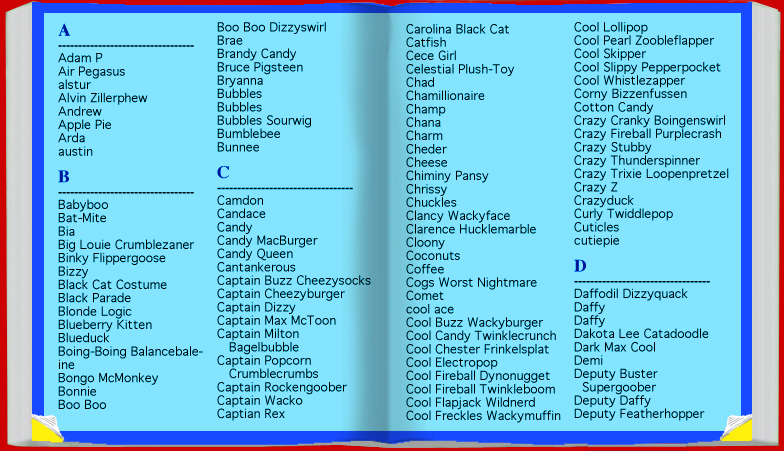 A
----------------------------------
Adam P
Air Pegasus
alstur
Alvin Zillerphew
Andrew
Apple Pie
Arda
austin
B
----------------------------------
Babyboo
Bat-Mite
Bia
Big Louie Crumblezaner
Binky Flippergoose
Bizzy
Black Cat Costume
Black Parade
Blonde Logic
Blueberry Kitten
Blueduck
Boing-Boing Balancebale-
ine
Bongo McMonkey
Bonnie
Boo Boo
Boo Boo Dizzyswirl
Brae
Brandy Candy
Bruce Pigsteen
Bryanna
Bubbles
Bubbles
Bubbles Sourwig
Bumblebee
Bunnee
C
----------------------------------
Camdon
Candace
Candy
Candy MacBurger
Candy Queen
Cantankerous
Captain Buzz Cheezysocks
Captain Cheezyburger
Captain Dizzy
Captain Max McToon
Captain Milton
Bagelbubble
Captain Popcorn
Crumblecrumbs
Captain Rockengoober
Captain Wacko
Captian Rex
Carolina Black Cat
Catfish
Cece Girl
Celestial Plush-Toy
Chad
Chamillionaire
Champ
Chana
Charm
Cheder
Cheese
Chiminy Pansy
Chrissy
Chuckles
Clancy Wackyface
Clarence Hucklemarble
Cloony
Coconuts
Coffee
Cogs Worst Nightmare
Comet
cool ace
Cool Buzz Wackyburger
Cool Candy Twinklecrunch
Cool Chester Frinkelsplat
Cool Electropop
Cool Fireball Dynonugget
Cool Fireball Twinkleboom
Cool Flapjack Wildnerd
Cool Freckles Wackymuffin
Cool Lollipop
Cool Pearl Zoobleflapper
Cool Skipper
Cool Slippy Pepperpocket
Cool Whistlezapper
Corny Bizzenfussen
Cotton Candy
Crazy Cranky Boingenswirl
Crazy Fireball Purplecrash
Crazy Stubby
Crazy Thunderspinner
Crazy Trixie Loopenpretzel
Crazy Z
Crazyduck
Curly Twiddlepop
Cuticles
cutiepie
D
----------------------------------
Daffodil Dizzyquack
Daffy
Daffy
Dakota Lee Catadoodle
Dark Max Cool
Demi
Deputy Buster
Supergoober
Deputy Daffy
Deputy Featherhopper